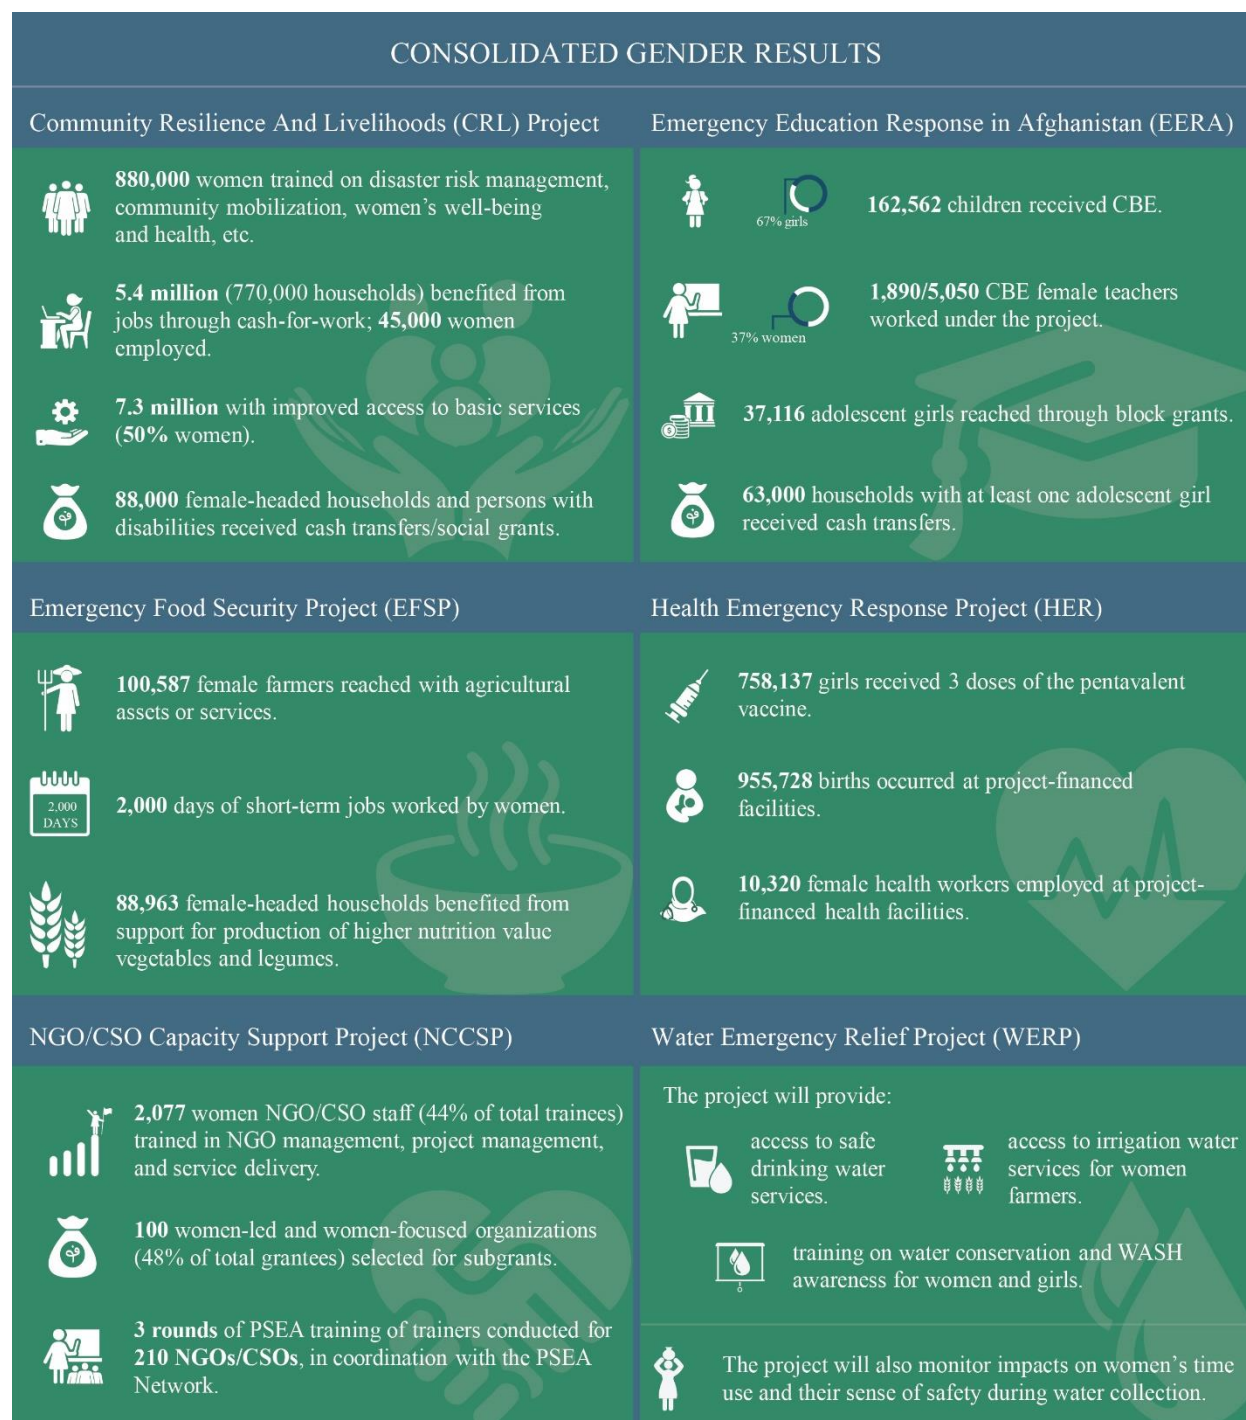 CONSOLIDATED GENDER RESULTS
Community Resilience And Livelihoods (CRL) Project
880,000 women trained on disaster risk management,
community mobilization, women's well-being
and health, etc.
5.4 million (770,000 households) benefited from
jobs through cash-for-work; 45,000 women
employed.
7.3 million with improved access to basic services
(50% women).
88,000 female-headed households and persons with
disabilities received cash transfers/social grants.
Emergency Education Response in Afghanistan (EERA)
67% girls
162,562 children received CBE.
37% women
1,890/5,050 CBE female teachers
worked under the project.
37,116 adolescent girls reached through block grants.
63,000 households with at least one adolescent girl
received cash transfers.
Emergency Food Security Project (EFSP)
100,587 female farmers reached with agricultural
assets or services.
2,000
DAYS
2,000 days of short-term jobs worked by women.
88,963 female-headed households benefited from
support for production of higher nutrition value
vegetables and legumes.
Health Emergency Response Project (HER)
758,137 girls received 3 doses of the pentavalent
vaccine.
955,728 births occurred at project-financed
facilities.
10,320 female health workers employed at project-
financed health facilities.
NGO/CSO Capacity Support Project (NCCSP)
2,077 women NGO/CSO staff (44% of total trainees)
trained in NGO management, project management,
and service delivery.
100 women-led and women-focused organizations
(48% of total grantees) selected for subgrants.
3 rounds of PSEA training of trainers conducted for
210 NGOs/CSOs, in coordination with the PSEA
Network.
Water Emergency Relief Project (WERP)
The project will provide:
access to safe
drinking water
services.
access to irrigation water
services for women
farmers.
training on water conservation and WASH
awareness for women and girls.
The project will also monitor impacts on women's time
use and their sense of safety during water collection.